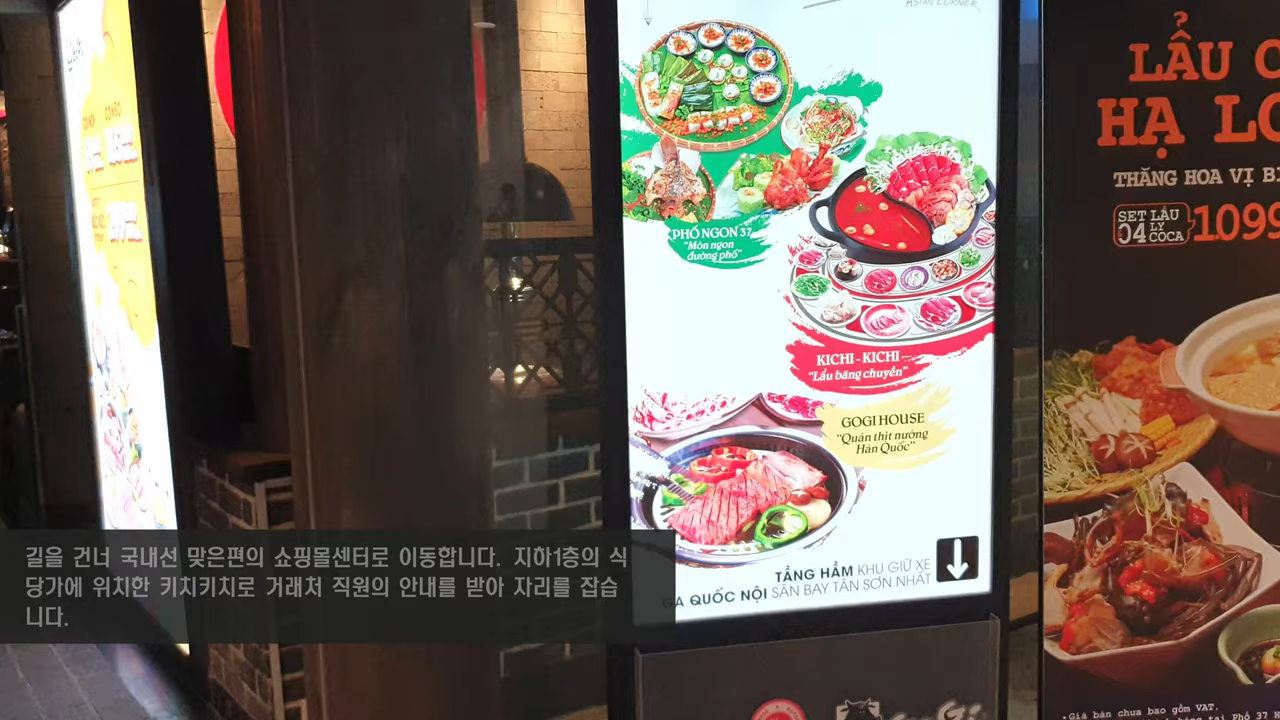 ASIAN CORNER
PHỐ NGON 37
"Món ngon
đường phố"
KICHI - KICHI
"Lẩu băng chuyền"
GOGI HOUSE
"Quán thịt nướng
Hàn Quốc"
TẦNG HẦM KHU GIỮ XE
GA QUỐC NỘI SÂN BAY TÂN SƠN NHẤT
LẨU
HẠ
THĂNG HOA VỊ
SET LẨU
04 LY COCA
1099
•Giá bán chưa bao gồm VAT.
tại Phố 37
길을 건너 국내선 맞은편의 쇼핑몰센터로 이동합니다. 지하1층의 식
당가에 위치한 키치키치로 거래처 직원의 안내를 받아 자리를 잡습
니다.